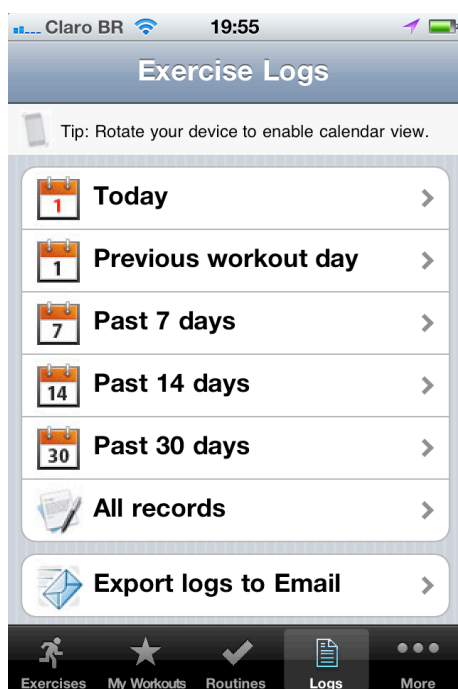 Claro BR 19:55
Exercise Logs
Tip: Rotate your device to enable calendar view.
1 Today
1 Previous workout day
7 Past 7 days
14 Past 14 days
30 Past 30 days
All records
Export logs to Email
Exercises My Workouts Routines Logs More